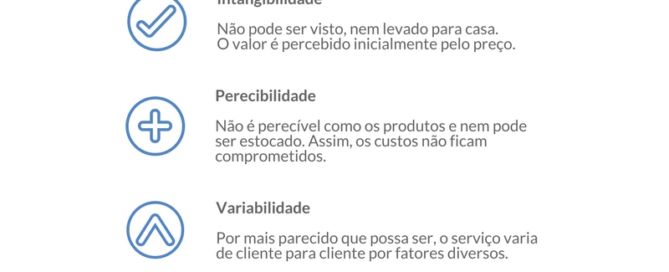 Intangibilidade
Não pode ser visto, nem levado para casa.
O valor é percebido inicialmente pelo preço.
Perecibilidade
Não é perecível como os produtos e nem pode
ser estocado. Assim, os custos não ficam
comprometidos.
Variabilidade
Por mais parecido que possa ser, o serviço varia
de cliente para cliente por fatores diversos.